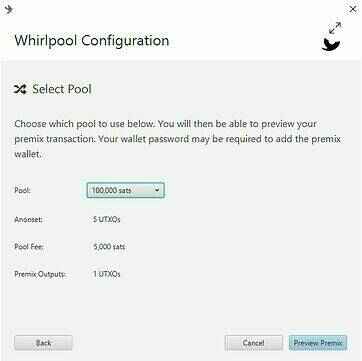 Whirlpool Configuration
Select Pool
Choose which pool to use below. You will then be able to preview your
premix transaction. Your wallet password may be required to add the premix
wallet.
Pool: 100,000 sats
Anonset: 5 UTXOs
Pool Fee: 5,000 sats
Premix Outputs: 1 UTXOs
Back Cancel Preview Premix